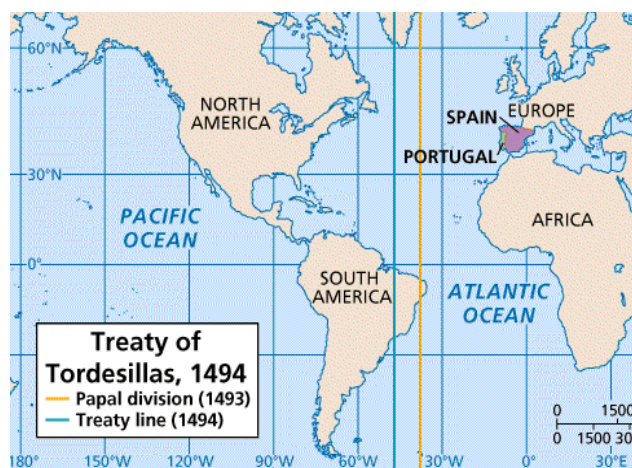 60°N
NORTH
AMERICA
EUROPE
SPAIN
PORTUGAL
30°N
PACIFIC
OCEAN
AFRICA
0°
SOUTH
AMERICA
ATLANTIC
OCEAN
Treaty of
Tordesillas, 1494
Papal division (1493)
Treaty line (1494)
0 1500
0 1500 30
180° 150°W 120°W 90°W 60°W 30°W 0° 30°E